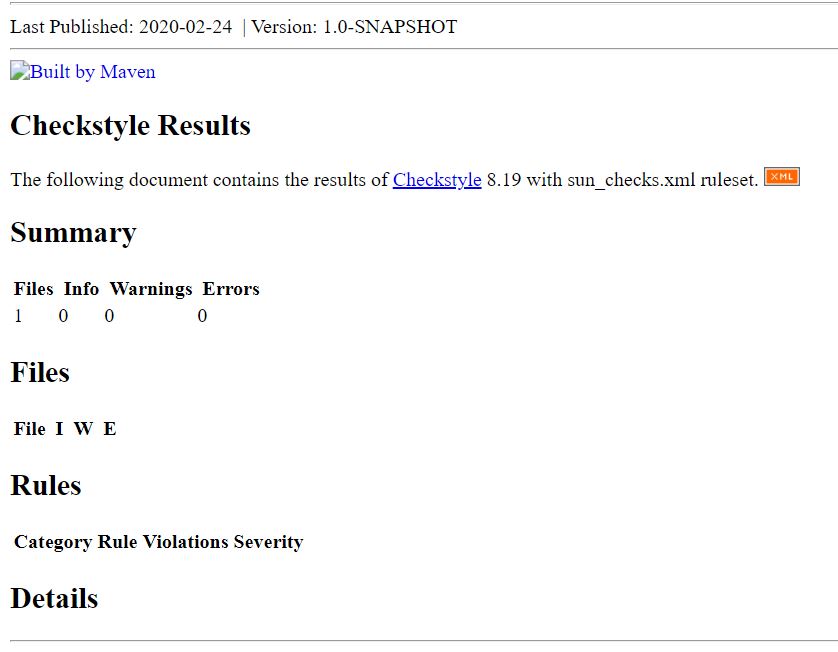 Last Published: 2020-02-24 | Version: 1.0-SNAPSHOT
Built by Maven
Checkstyle Results
The following document contains the results of Checkstyle 8.19 with sun_checks.xml ruleset. XML
Summary
Files Info Warnings Errors
1 0 0 0
Files
File I W E
Rules
Category Rule Violations Severity
Details